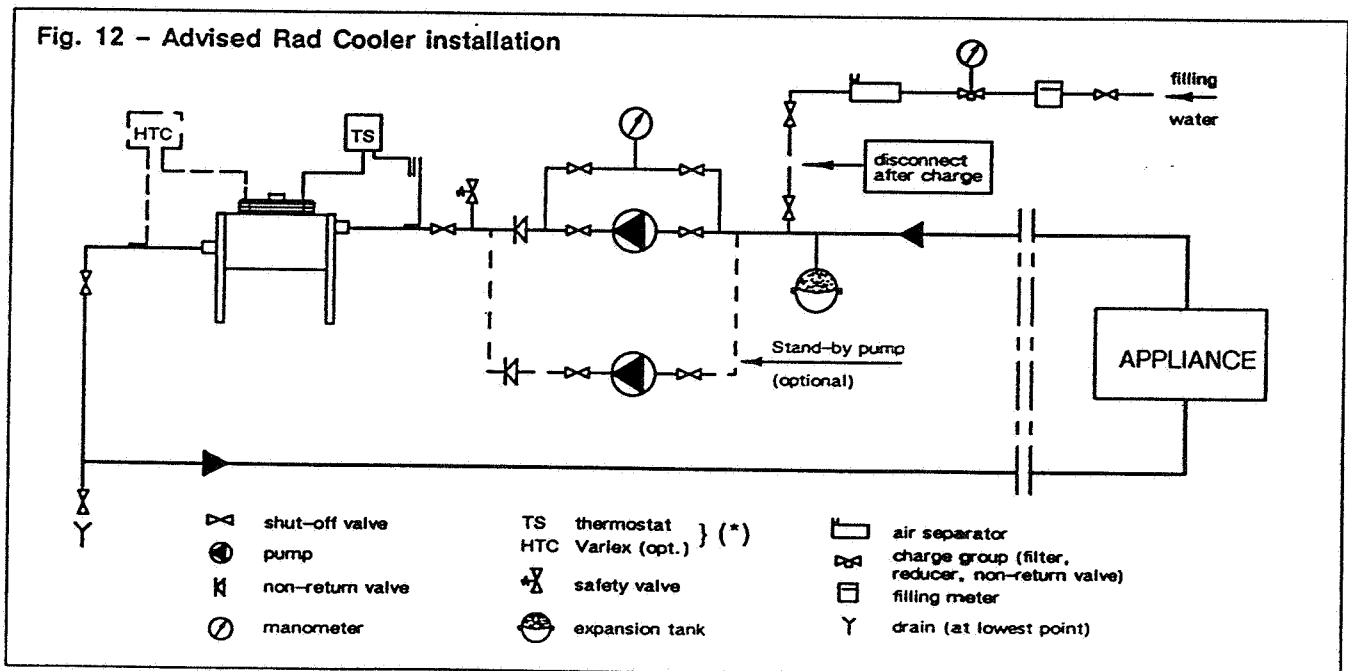 Fig. 12 – Advised Rad Cooler installation
filling
water
HTC
TS
disconnect
after charge
Stand-by pump
(optional)
APPLIANCE
shut-off valve
pump
non-return valve
manometer
TS thermostat
HTC Variex (opt.) } (*)
safety valve
expansion tank
air separator
charge group (filter,
reducer, non-return valve)
filling meter
drain (at lowest point)